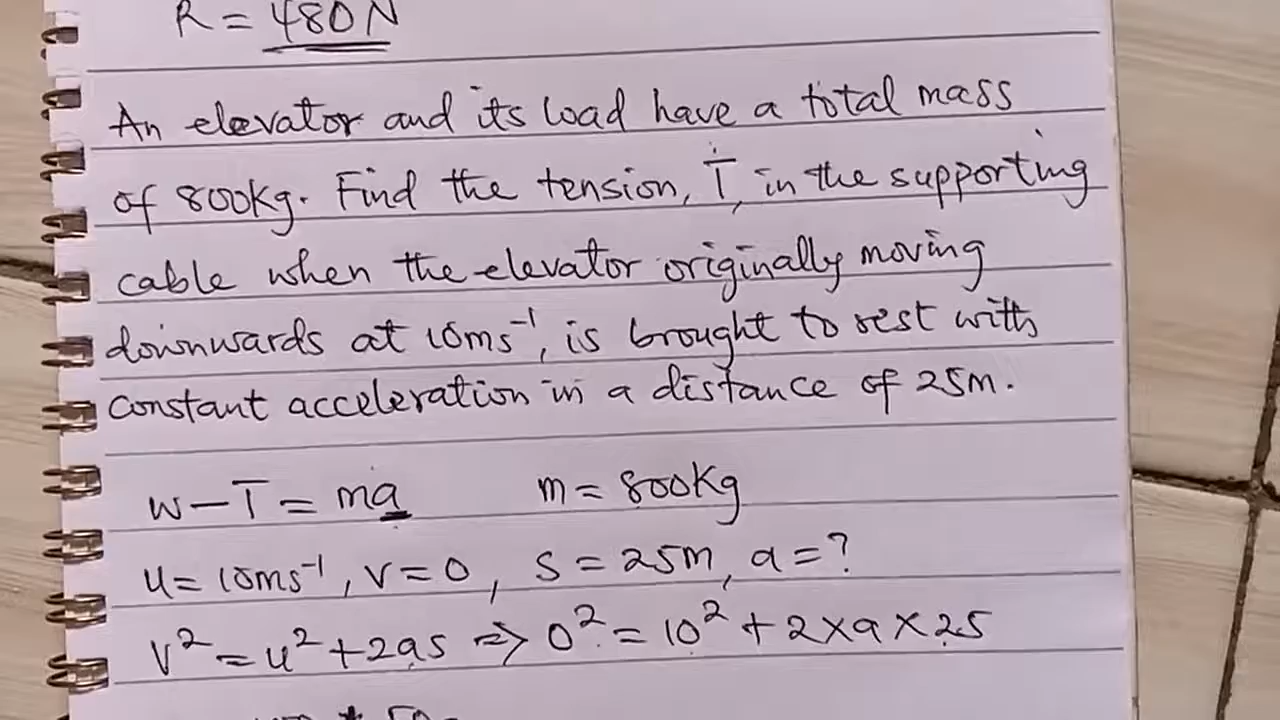 R = 480N
An elevator and its load have a total mass
of 800Kg. Find the tension, T, in the supporting
cable when the elevator originally moving
downwards at 10ms⁻¹, is brought to rest with
constant acceleration in a distance of 25m.
W - T = ma m = 800Kg
u = 10ms⁻¹, v = 0, s = 25m, a = ?
V² = u² + 2as ⇒ 0² = 10² + 2 × a × 25